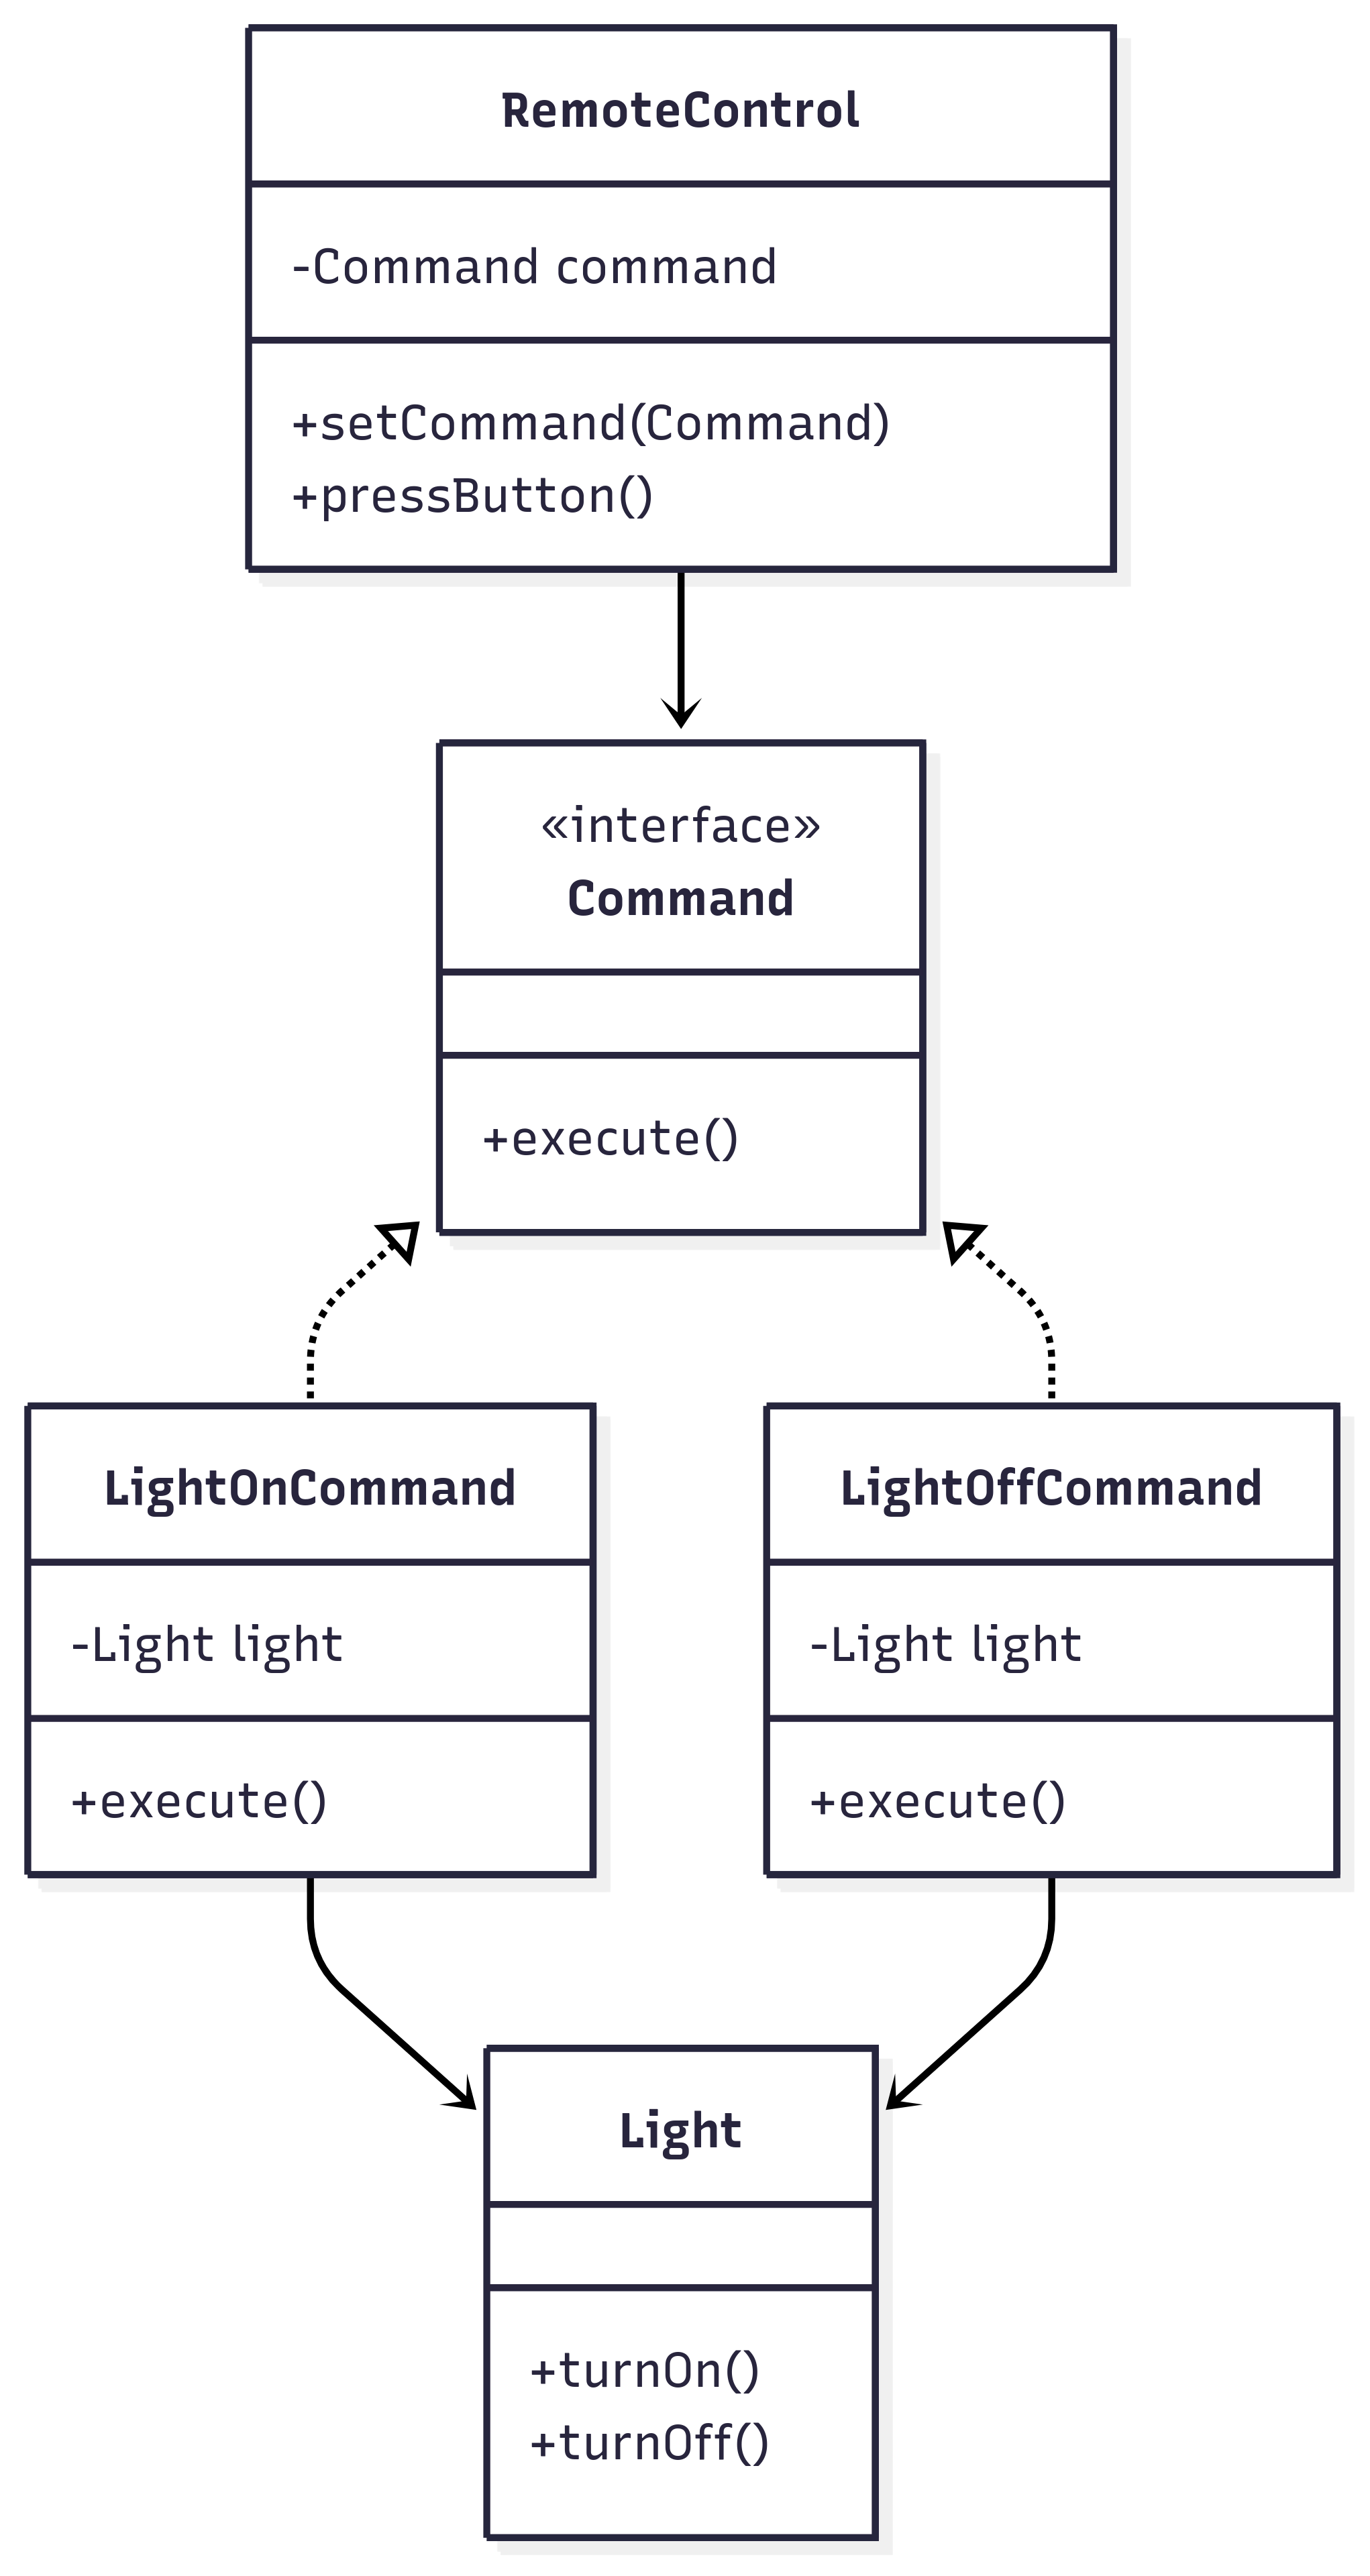 RemoteControl
-Command command
+setCommand(Command)
+pressButton()
«interface»
Command
+execute()
LightOnCommand
-Light light
+execute()
LightOffCommand
-Light light
+execute()
Light
+turnOn()
+turnOff()